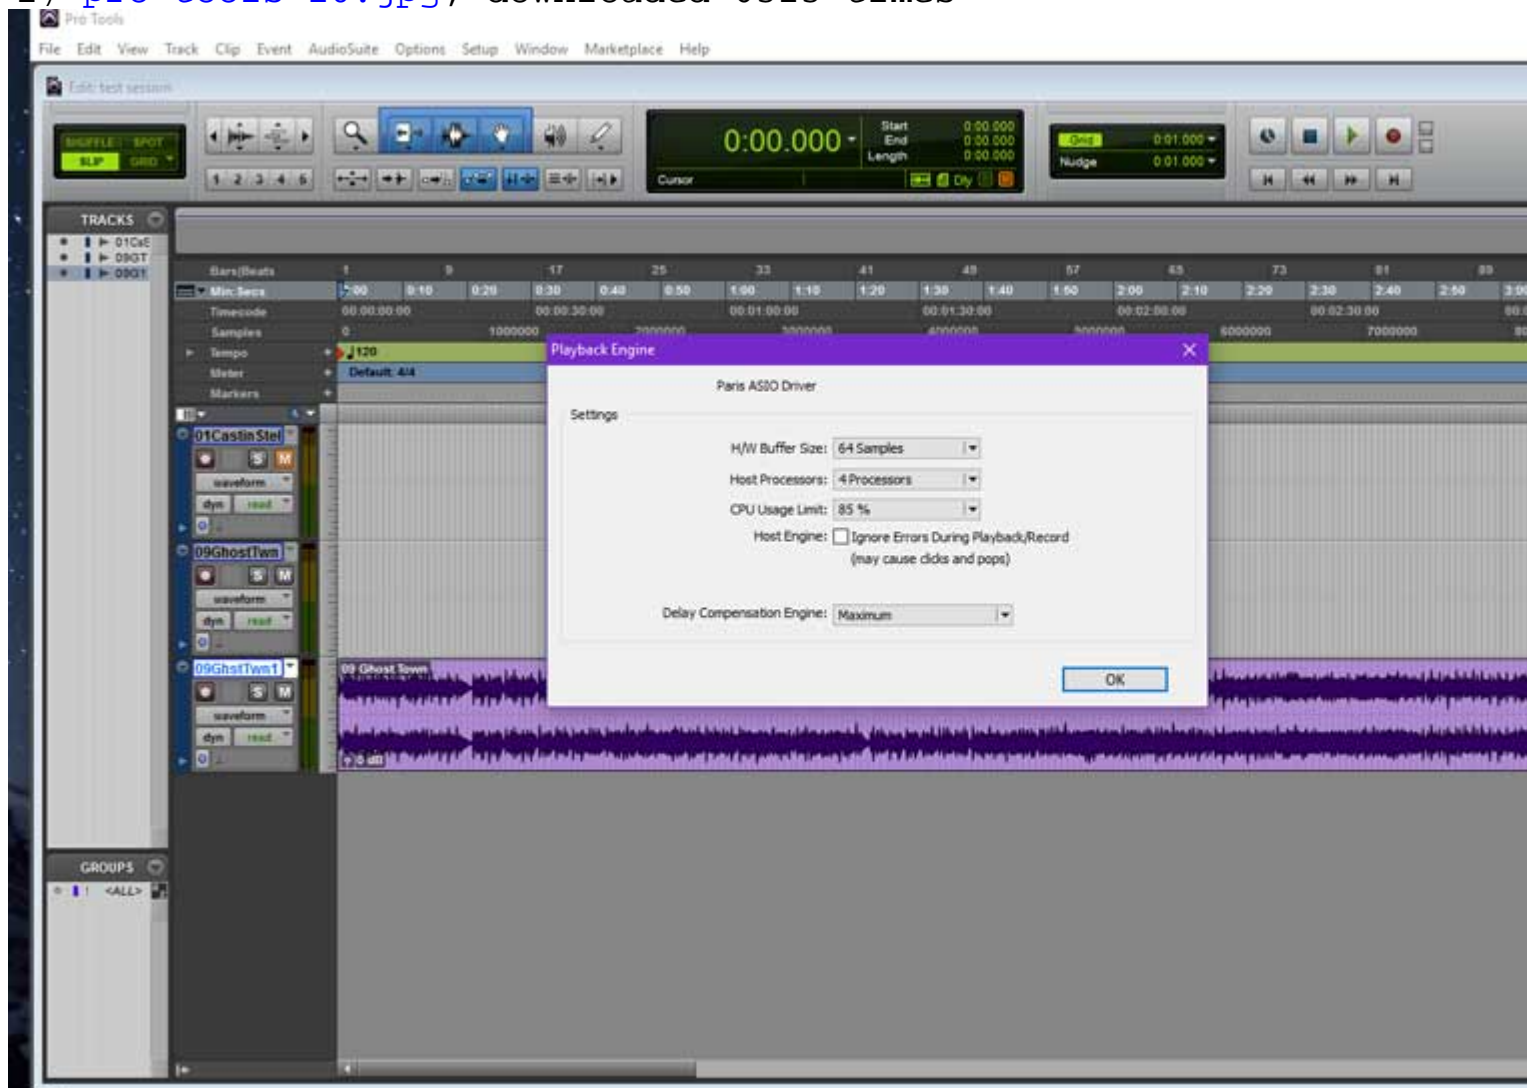 Pro Tools
File Edit View Track Clip Event AudioSuite Options Setup Window Marketplace Help
Edit: test session
SHUFFLE SPOT
SLIP GRID
1 2 3 4 5
0:00.000
Start 0:00.000
End 0:00.000
Length 0:00.000
Cursor
Dly
Grid 0:01.000
Nudge 0:01.000
TRACKS
01CsS
09GT
09G1
Bars|Beats 1 9 17 25 33 41 49 57 65 73 81 89
Min:Secs 0:00 0:10 0:20 0:30 0:40 0:50 1:00 1:10 1:20 1:30 1:40 1:50 2:00 2:10 2:20 2:30 2:40 2:50
Timecode 00:00:00:00 00:00:30:00 00:01:00:00 00:01:30:00 00:02:00:00 00:02:30:00
Samples 0 1000000 2000000 3000000 4000000 5000000 6000000 7000000
Tempo 120
Meter Default: 4/4
Markers
Playback Engine
Paris ASIO Driver
Settings
H/W Buffer Size: 64 Samples
Host Processors: 4 Processors
CPU Usage Limit: 85 %
Host Engine: Ignore Errors During Playback/Record
(may cause clicks and pops)
Delay Compensation Engine: Maximum
OK
01CastinStel
S M
waveform
dyn read
09GhostTwn
S M
waveform
dyn read
09GhstTwn1
S M
waveform
dyn read
09 Ghost Town
0 dB
GROUPS
! <ALL>